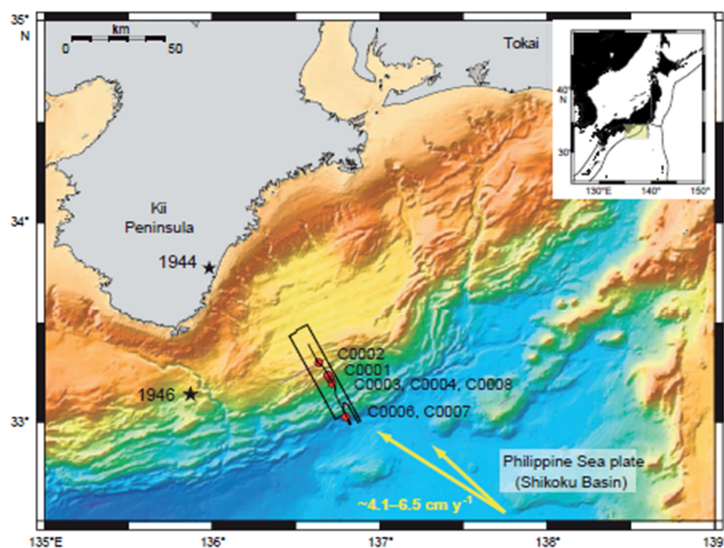 35°
N
km
0 50
Tokai
40°
N
30°
130°E 140° 150°
34°
Kii
Peninsula
1944
C0002
C0001
C0003, C0004, C0008
1946
C0006, C0007
33°
Philippine Sea plate
(Shikoku Basin)
~4.1–6.5 cm y-1
135°E 136° 137° 138° 139